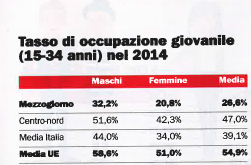 Tasso di occupazione giovanile
(15-34 anni) nel 2014
Maschi Femmine Media
Mezzogiorno 32,2% 20,8% 26,6%
Centro-nord 51,6% 42,3% 47,0%
Media Italia 44,0% 34,0% 39,1%
Media UE 58,6% 51,0% 54,9%